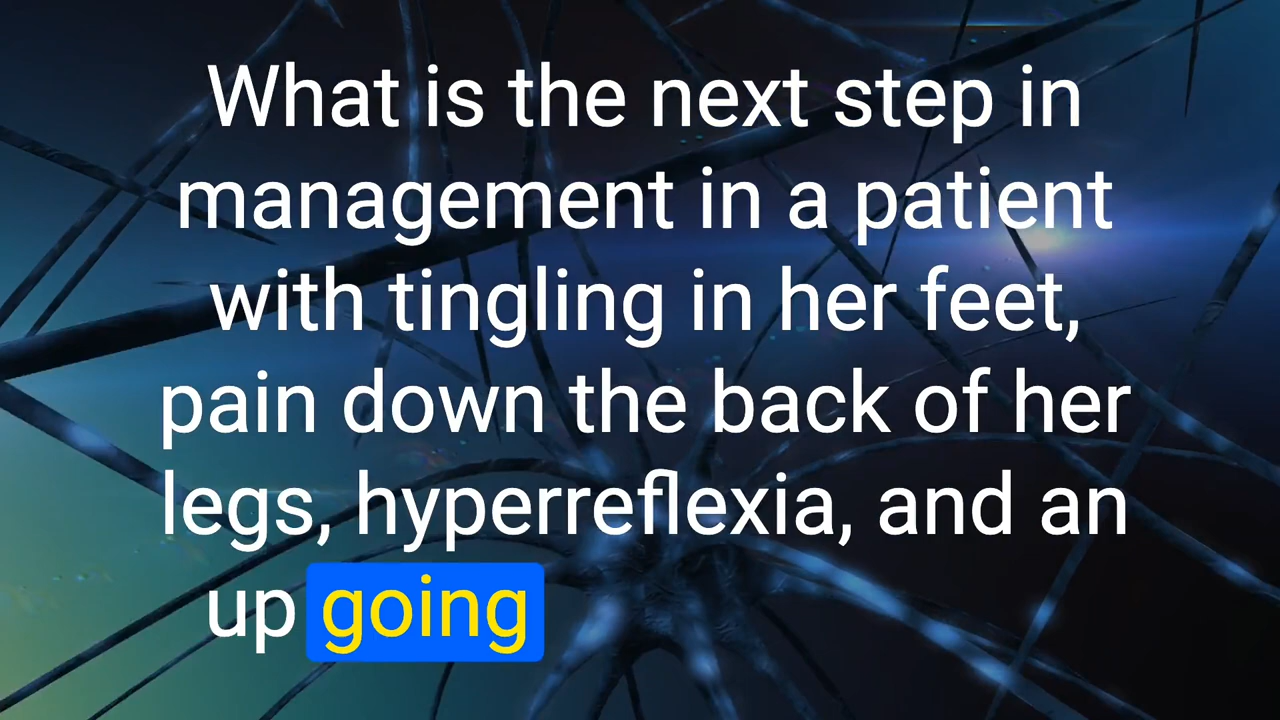 What is the next step in
management in a patient
with tingling in her feet,
pain down the back of her
legs, hyperreflexia, and an
up going